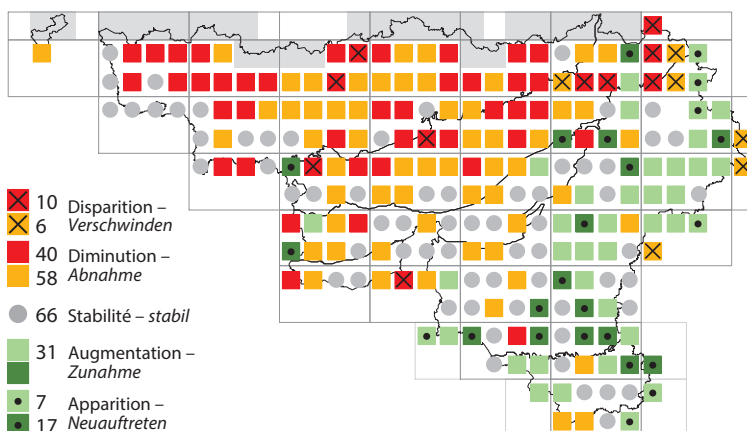 10 Disparition –
6 Verschwinden
40 Diminution –
58 Abnahme
66 Stabilité – stabil
31 Augmentation –
Zunahme
7 Apparition –
17 Neuauftreten